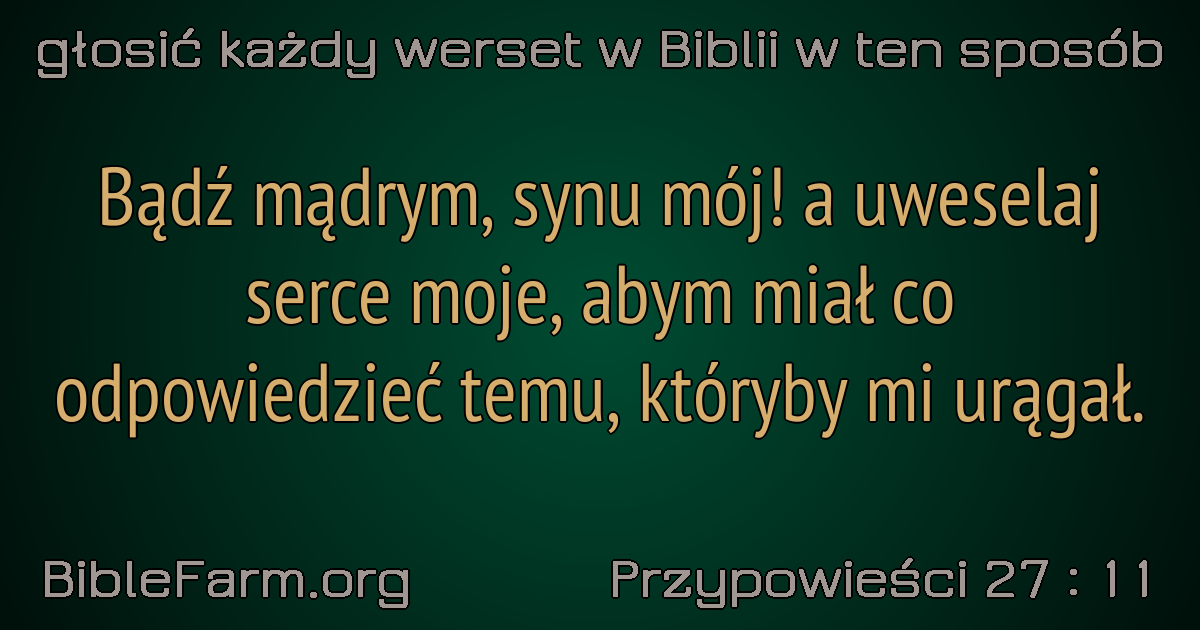 głosić każdy werset w Biblii w ten sposób
Bądź mądrym, synu mój! a uweselaj
serce moje, abym miał co
odpowiedzieć temu, któryby mi urągał.
BibleFarm.org
Przypowieści 27 : 11